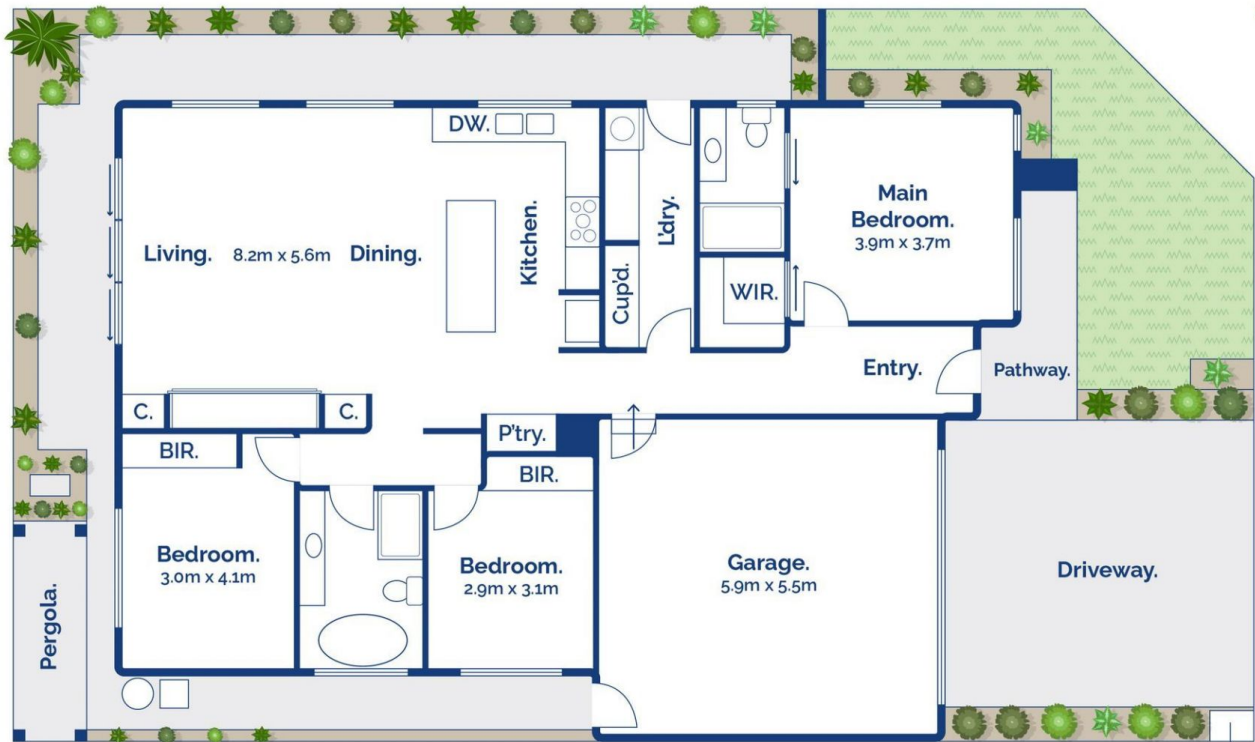 DW.
Living.
8.2m x 5.6m
Dining.
Kitchen.
Cup'd.
L'dry.
WIR.
Main
Bedroom.
3.9m x 3.7m
Entry.
Pathway.
C.
C.
BIR.
P'try.
BIR.
Bedroom.
3.0m x 4.1m
Bedroom.
2.9m x 3.1m
Garage.
5.9m x 5.5m
Driveway.
Pergola.